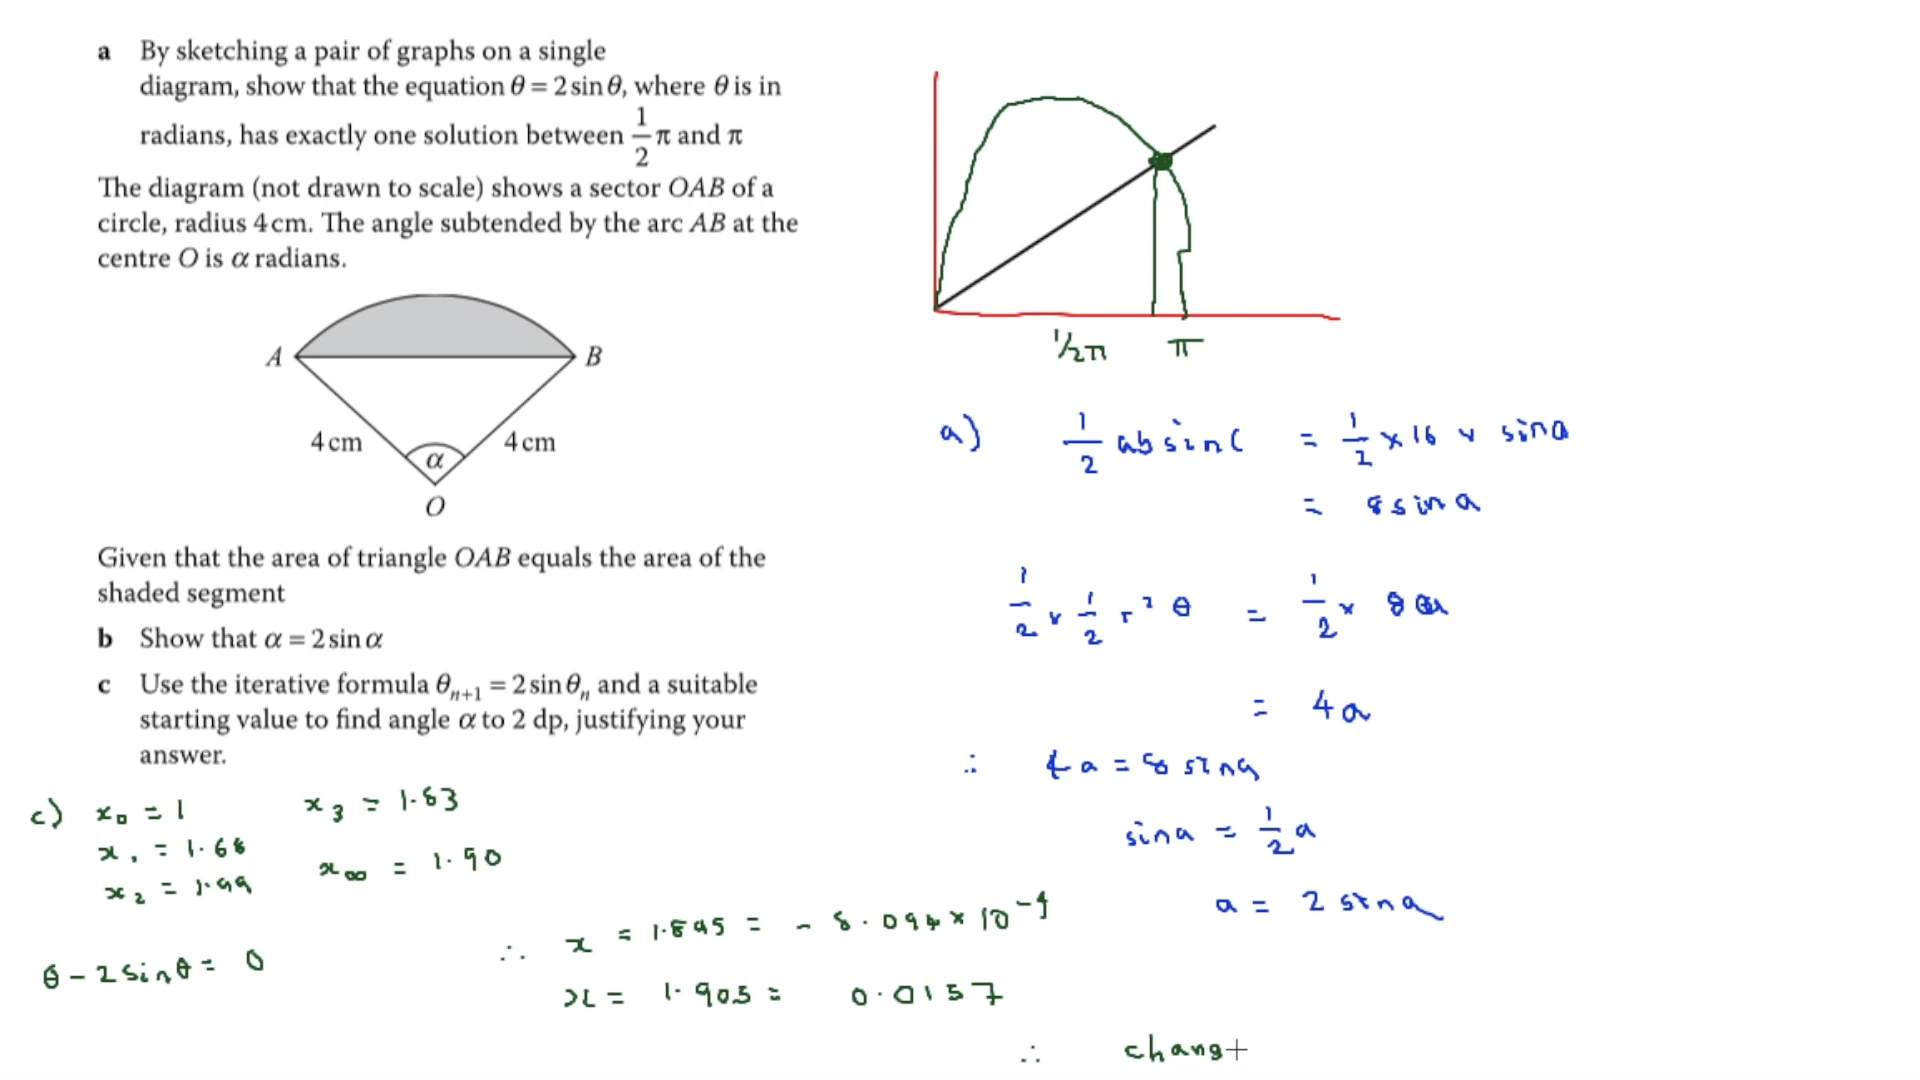 a By sketching a pair of graphs on a single
diagram, show that the equation θ = 2 sin θ, where θ is in
radians, has exactly one solution between 1/2 π and π
The diagram (not drawn to scale) shows a sector OAB of a
circle, radius 4 cm. The angle subtended by the arc AB at the
centre O is α radians.
A B
4 cm α 4 cm
O
Given that the area of triangle OAB equals the area of the
shaded segment
b Show that α = 2 sin α
c Use the iterative formula θn+1 = 2 sin θn and a suitable
starting value to find angle α to 2 dp, justifying your
answer.
1/2π π
a) 1/2 ab sin C = 1/2 × 16 × sin a
= 8 sin a
1/2 × 1/2 r² θ = 1/2 × 8 a
= 4a
∴ 4a = 8 sin a
sin a = 1/2 a
a = 2 sin a
c) x0 = 1 x3 = 1.83
x1 = 1.68
x2 = 1.99 x∞ = 1.90
θ - 2 sin θ = 0
∴ x = 1.895 = - 8.094 × 10^-4
x = 1.905 = 0.0157
∴ chang